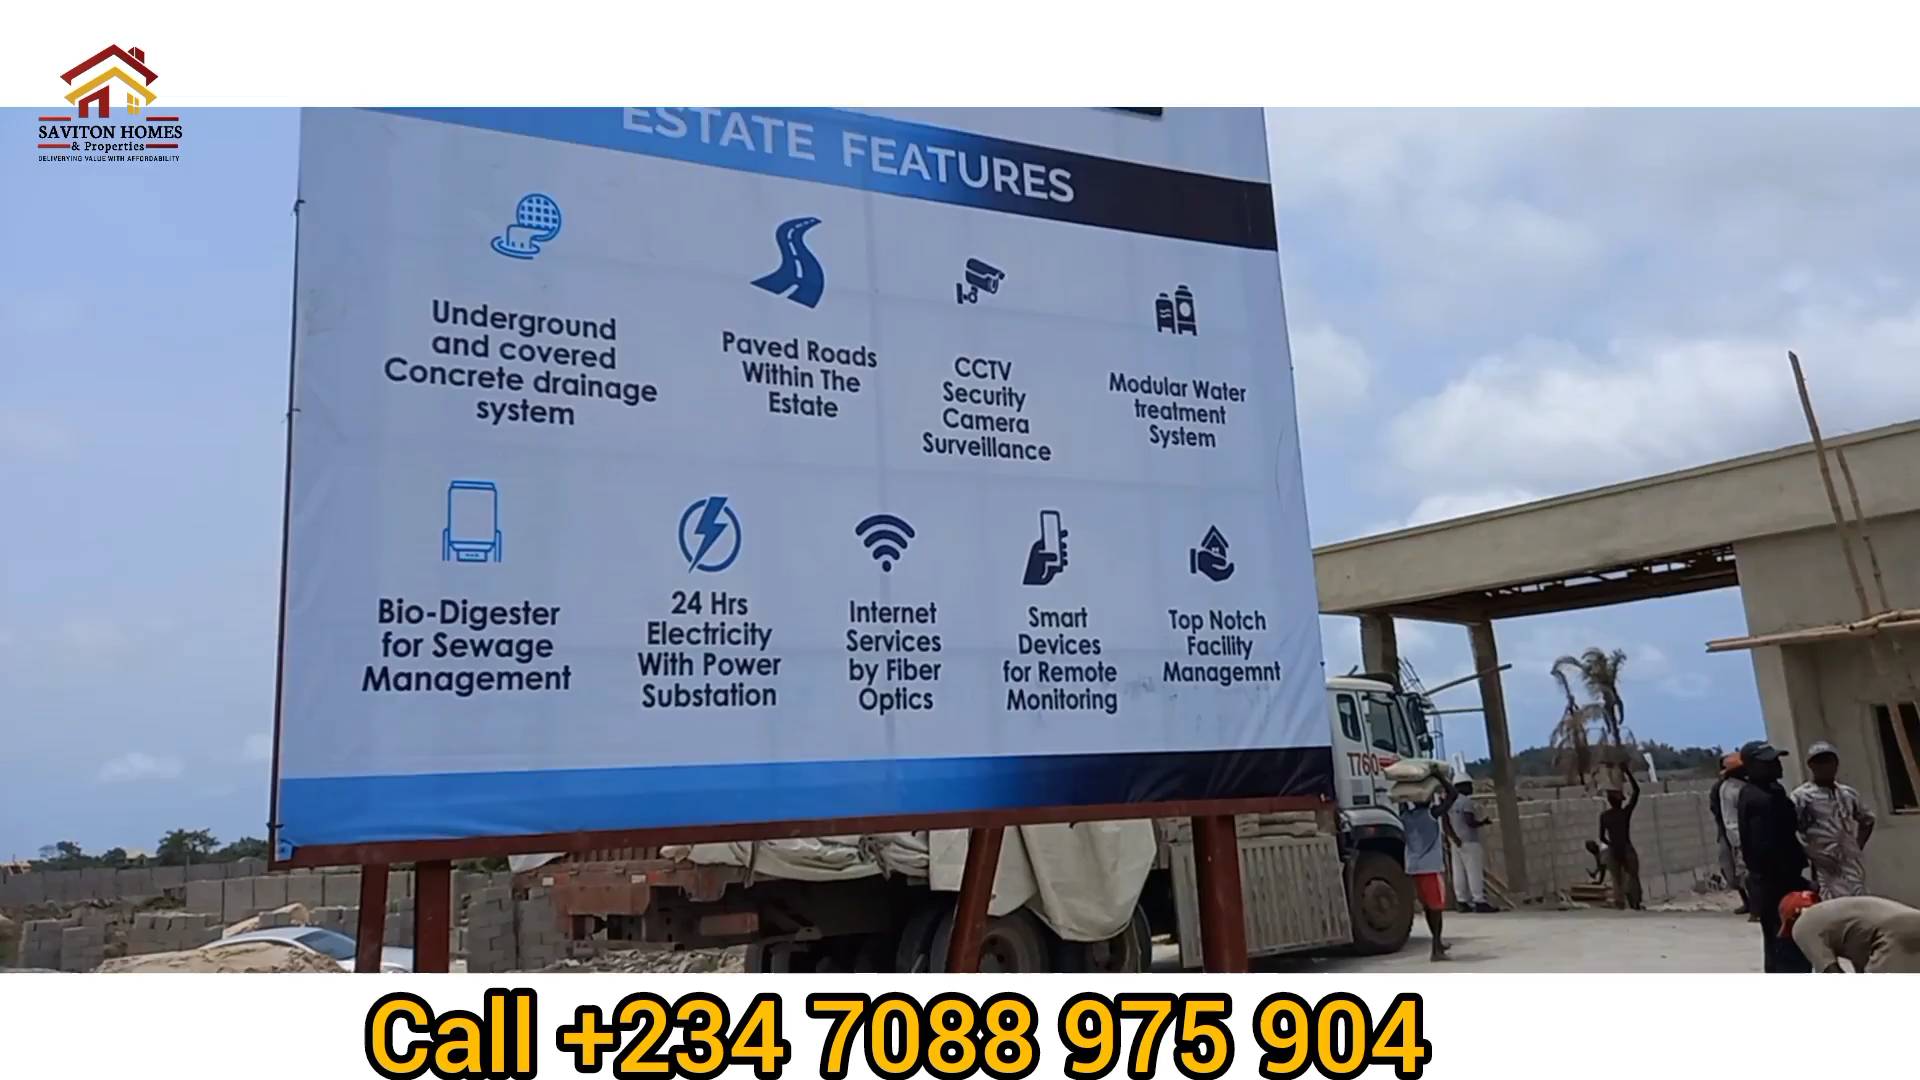 SAVITON HOMES
& Properties
DELIVERYING VALUE WITH AFFORDABILITY
ESTATE FEATURES
Underground
and covered
Concrete drainage
system
Paved Roads
Within The
Estate
CCTV
Security
Camera
Surveillance
Modular Water
treatment
System
Bio-Digester
for Sewage
Management
24 Hrs
Electricity
With Power
Substation
Internet
Services
by Fiber
Optics
Smart
Devices
for Remote
Monitoring
Top Notch
Facility
Managemnt
T760
Call +234 7088 975 904